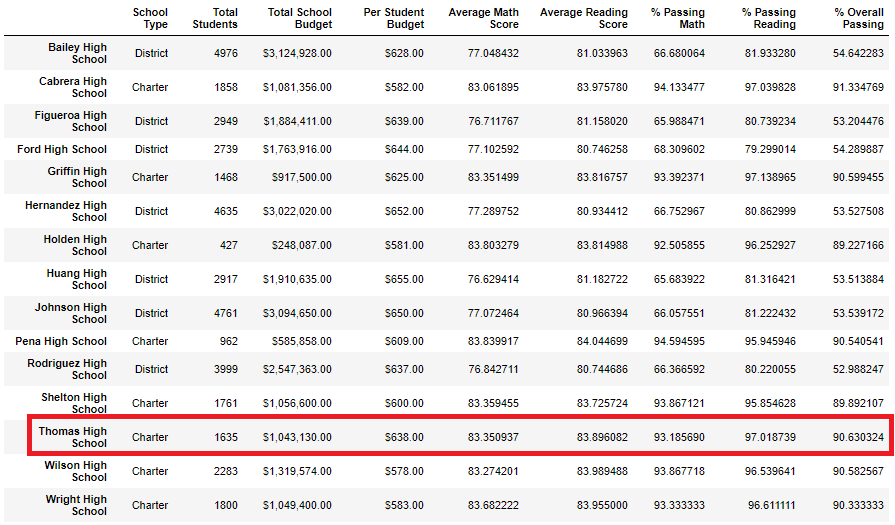 School Type Total Students Total School Budget Per Student Budget Average Math Score Average Reading Score % Passing Math % Passing Reading % Overall Passing
Bailey High School District 4976 $3,124,928.00 $628.00 77.048432 81.033963 66.680064 81.933280 54.642283
Cabrera High School Charter 1858 $1,081,356.00 $582.00 83.061895 83.975780 94.133477 97.039828 91.334769
Figueroa High School District 2949 $1,884,411.00 $639.00 76.711767 81.158020 65.988471 80.739234 53.204476
Ford High School District 2739 $1,763,916.00 $644.00 77.102592 80.746258 68.309602 79.299014 54.289887
Griffin High School Charter 1468 $917,500.00 $625.00 83.351499 83.816757 93.392371 97.138965 90.599455
Hernandez High School District 4635 $3,022,020.00 $652.00 77.289752 80.934412 66.752967 80.862999 53.527508
Holden High School Charter 427 $248,087.00 $581.00 83.803279 83.814988 92.505855 96.252927 89.227166
Huang High School District 2917 $1,910,635.00 $655.00 76.629414 81.182722 65.683922 81.316421 53.513884
Johnson High School District 4761 $3,094,650.00 $650.00 77.072464 80.966394 66.057551 81.222432 53.539172
Pena High School Charter 962 $585,858.00 $609.00 83.839917 84.044699 94.594595 95.945946 90.540541
Rodriguez High School District 3999 $2,547,363.00 $637.00 76.842711 80.744686 66.366592 80.220055 52.988247
Shelton High School Charter 1761 $1,056,600.00 $600.00 83.359455 83.725724 93.867121 95.854628 89.892107
Thomas High School Charter 1635 $1,043,130.00 $638.00 83.350937 83.896082 93.185690 97.018739 90.630324
Wilson High School Charter 2283 $1,319,574.00 $578.00 83.274201 83.989488 93.867718 96.539641 90.582567
Wright High School Charter 1800 $1,049,400.00 $583.00 83.682222 83.955000 93.333333 96.611111 90.333333